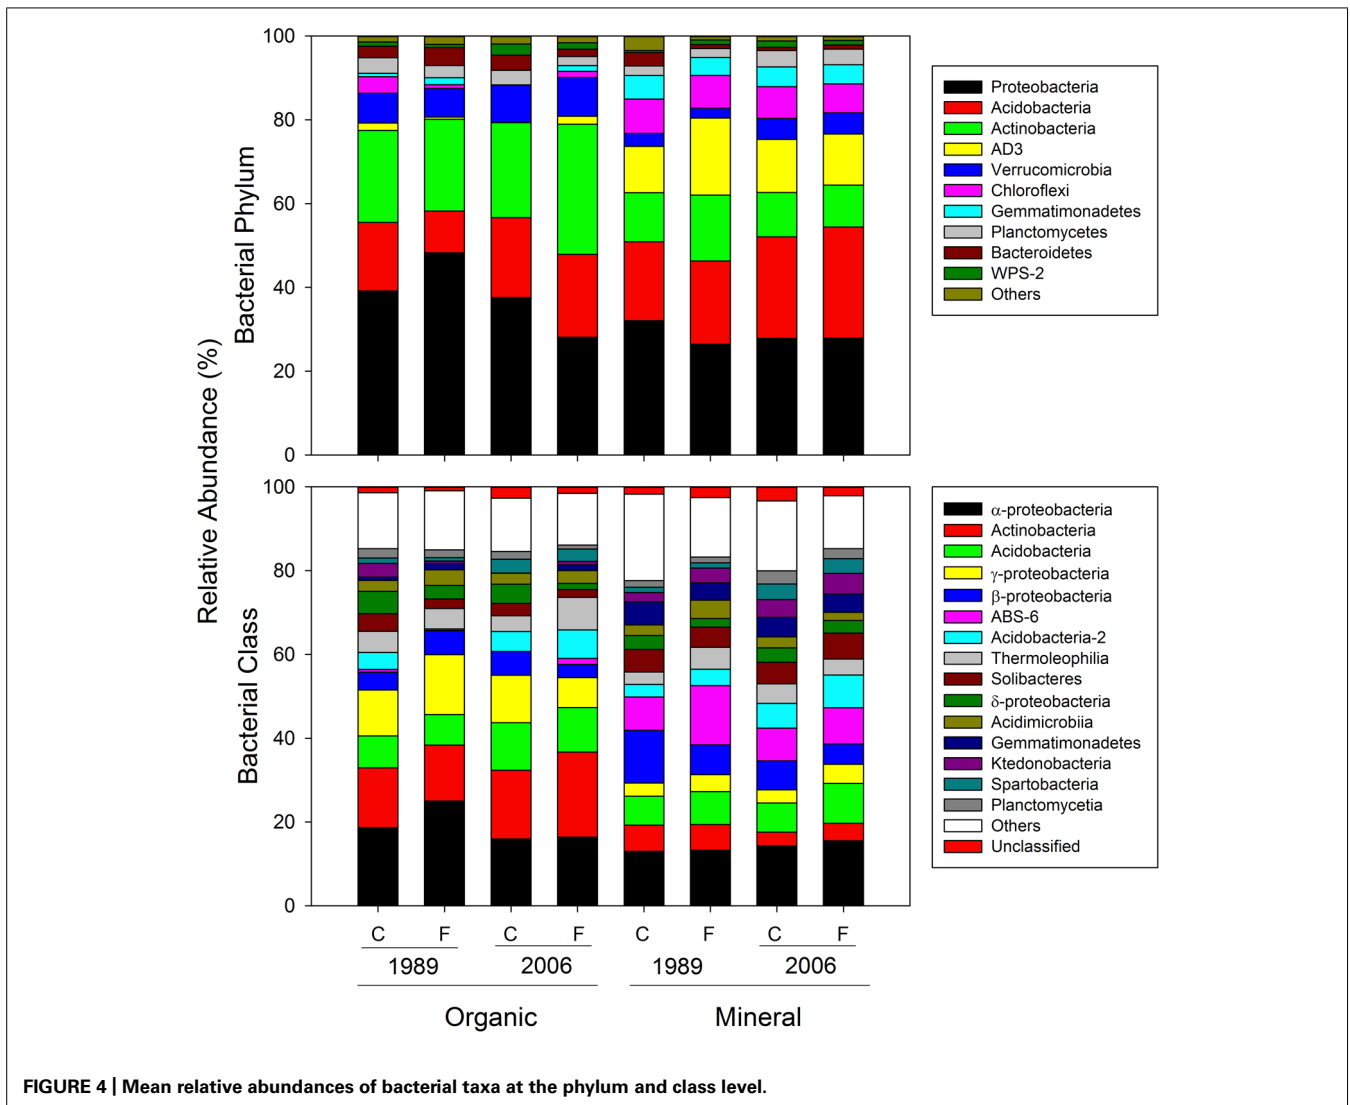 Relative Abundance (%)
Bacterial Phylum
100
80
60
40
20
0
Proteobacteria
Acidobacteria
Actinobacteria
AD3
Verrucomicrobia
Chloroflexi
Gemmatimonadetes
Planctomycetes
Bacteroidetes
WPS-2
Others
Bacterial Class
100
80
60
40
20
0
α-proteobacteria
Actinobacteria
Acidobacteria
γ-proteobacteria
β-proteobacteria
ABS-6
Acidobacteria-2
Thermoleophilia
Solibacteres
δ-proteobacteria
Acidimicrobiia
Gemmatimonadetes
Ktedonobacteria
Spartobacteria
Planctomycetia
Others
Unclassified
C F C F C F C F
1989 2006 1989 2006
Organic Mineral
FIGURE 4 | Mean relative abundances of bacterial taxa at the phylum and class level.